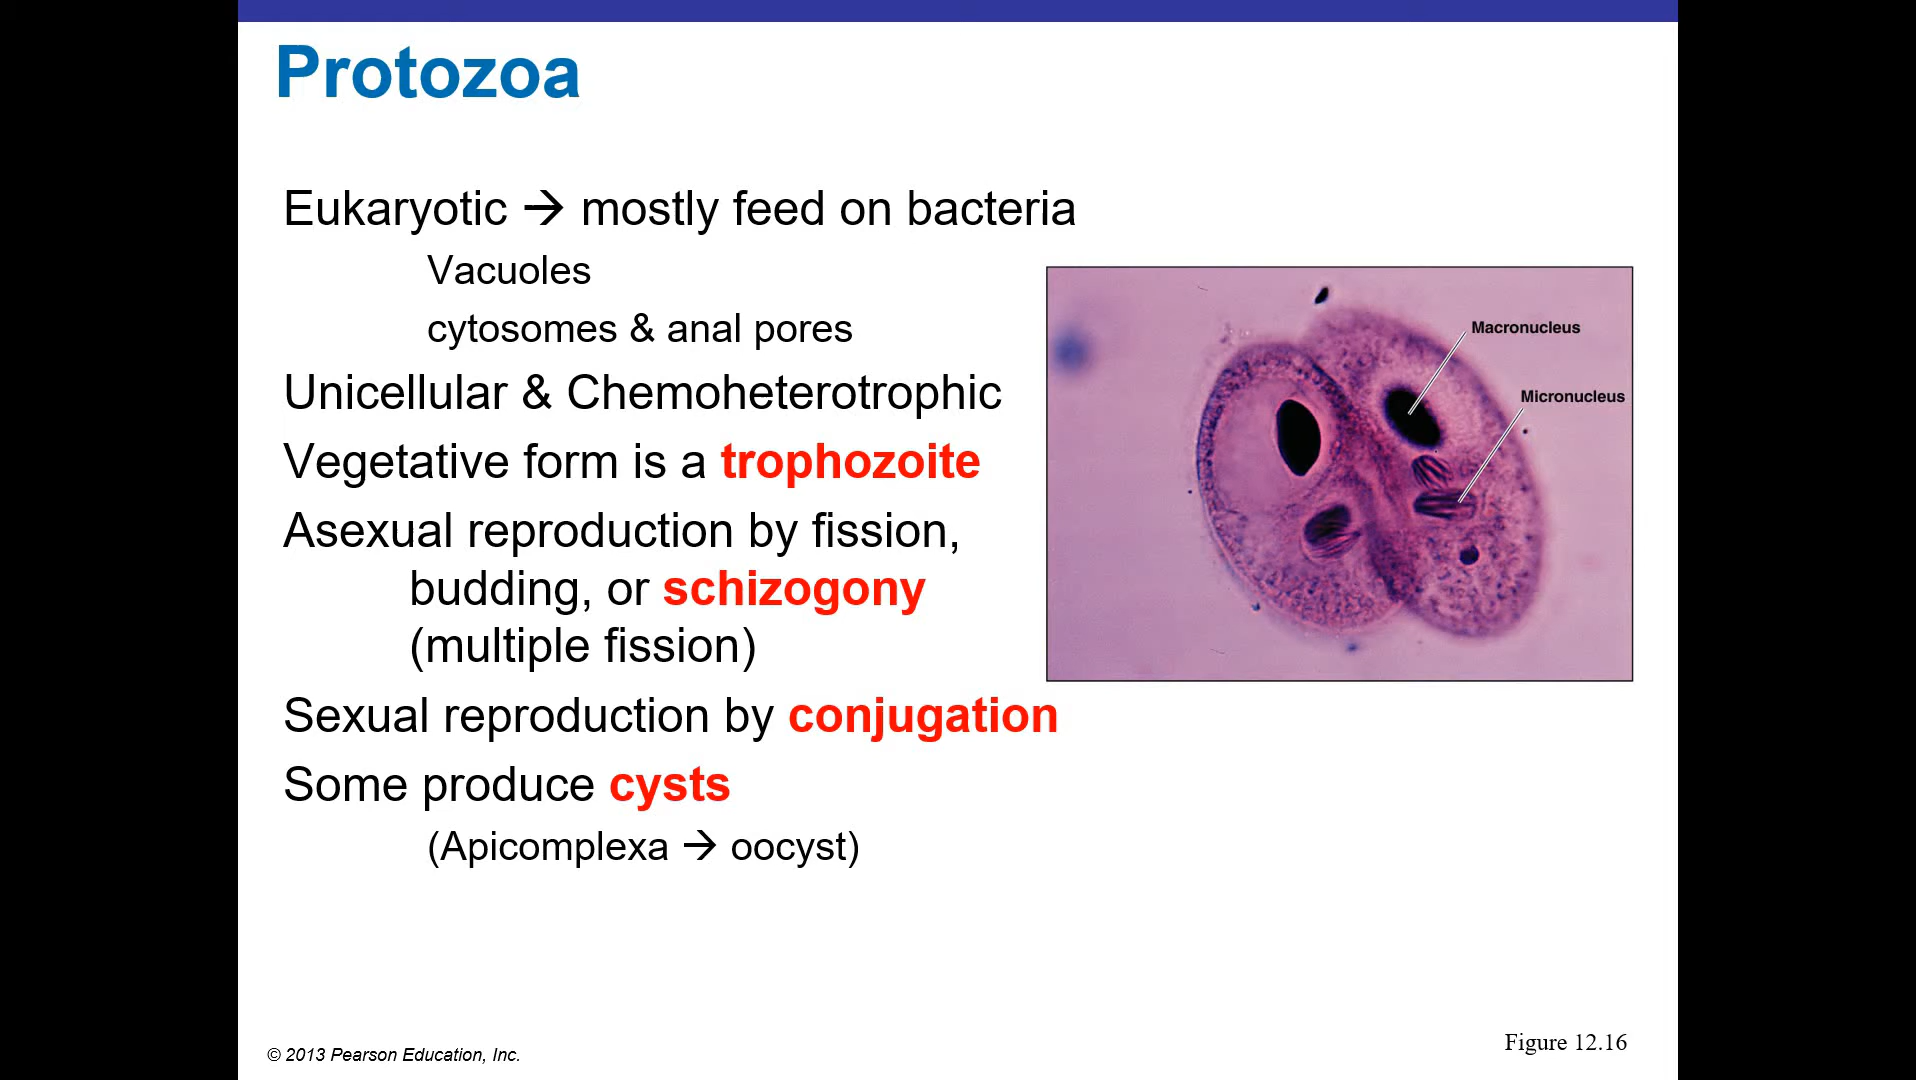 Protozoa
Eukaryotic → mostly feed on bacteria
Vacuoles
cytosomes & anal pores
Unicellular & Chemoheterotrophic
Vegetative form is a trophozoite
Asexual reproduction by fission,
budding, or schizogony
(multiple fission)
Sexual reproduction by conjugation
Some produce cysts
(Apicomplexa → oocyst)
Macronucleus
Micronucleus
Figure 12.16
© 2013 Pearson Education, Inc.